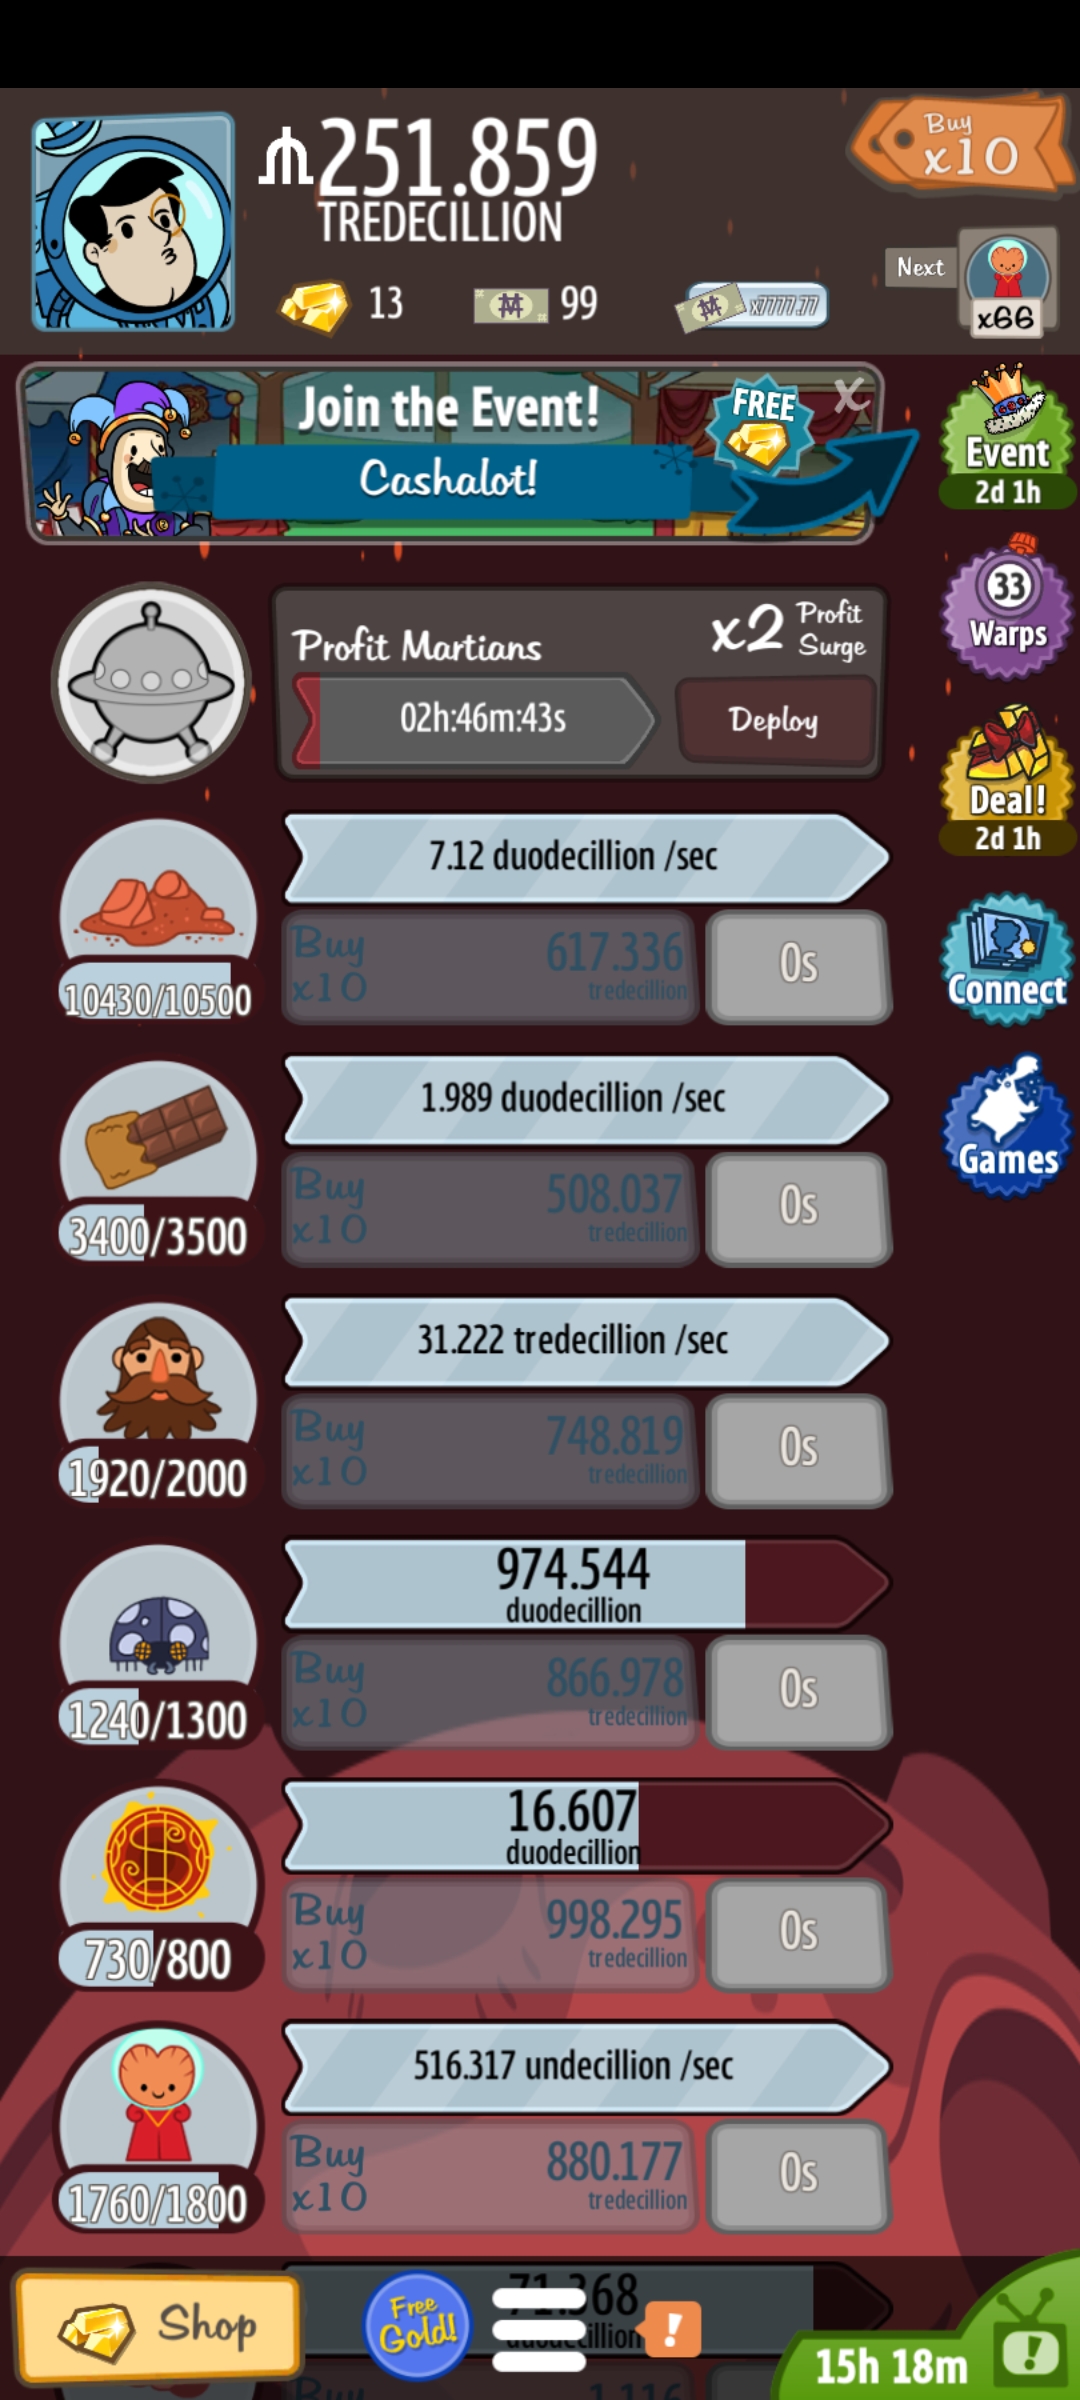 251.859
TREDECILLION
Buy
x10
13
99
x7777.77
Next
x66
Join the Event!
Cashalot!
FREE
X
Event
2d 1h
33
Warps
Profit Martians
x2 Profit
Surge
02h:46m:43s
Deploy
Deal!
2d 1h
7.12 duodecillion /sec
Buy
x10
617.336
tredecillion
0s
10430/10500
Connect
1.989 duodecillion /sec
Buy
x10
508.037
tredecillion
0s
3400/3500
Games
31.222 tredecillion /sec
Buy
x10
748.819
tredecillion
0s
1920/2000
974.544
duodecillion
Buy
x10
866.978
tredecillion
0s
1240/1300
16.607
duodecillion
Buy
x10
998.295
tredecillion
0s
730/800
516.317 undecillion /sec
Buy
x10
880.177
tredecillion
0s
1760/1800
Shop
Free
Gold!
!
15h 18m
!